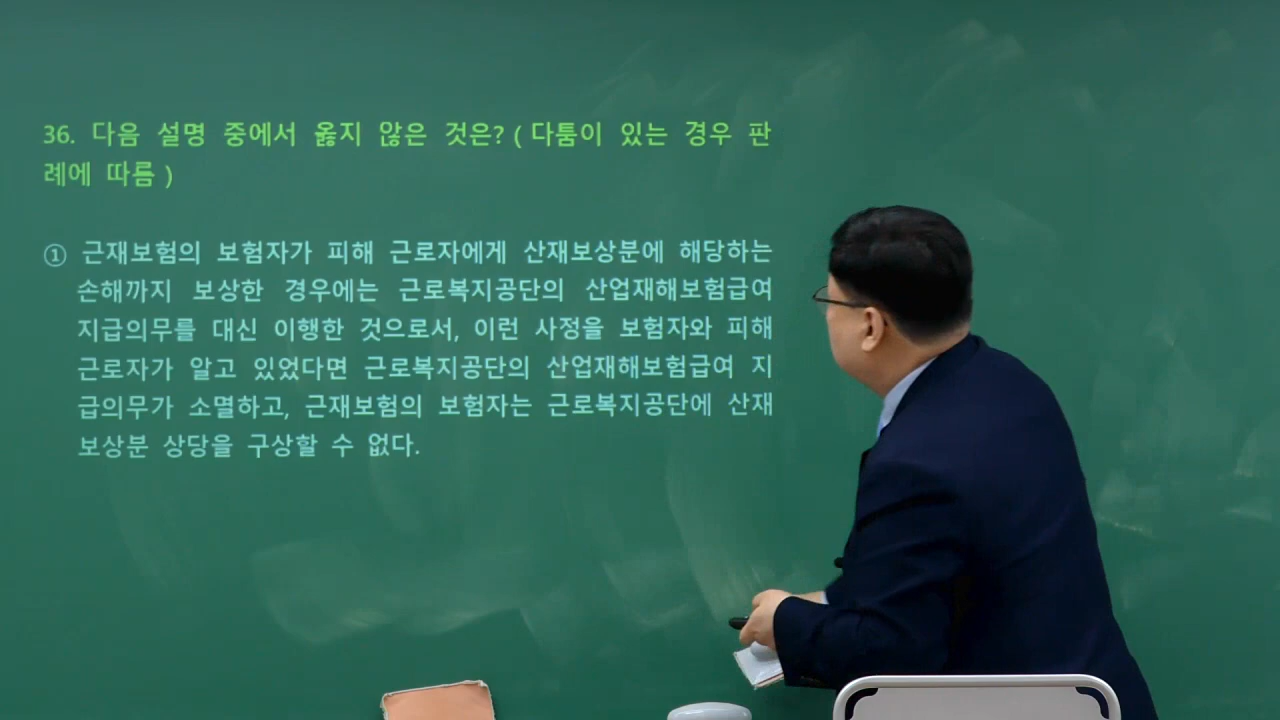 36. 다음 설명 중에서 옳지 않은 것은? ( 다툼이 있는 경우 판
례에 따름 )
① 근재보험의 보험자가 피해 근로자에게 산재보상분에 해당하는
손해까지 보상한 경우에는 근로복지공단의 산업재해보험급여
지급의무를 대신 이행한 것으로서, 이런 사정을 보험자와 피해
근로자가 알고 있었다면 근로복지공단의 산업재해보험급여 지
급의무가 소멸하고, 근재보험의 보험자는 근로복지공단에 산재
보상분 상당을 구상할 수 없다.